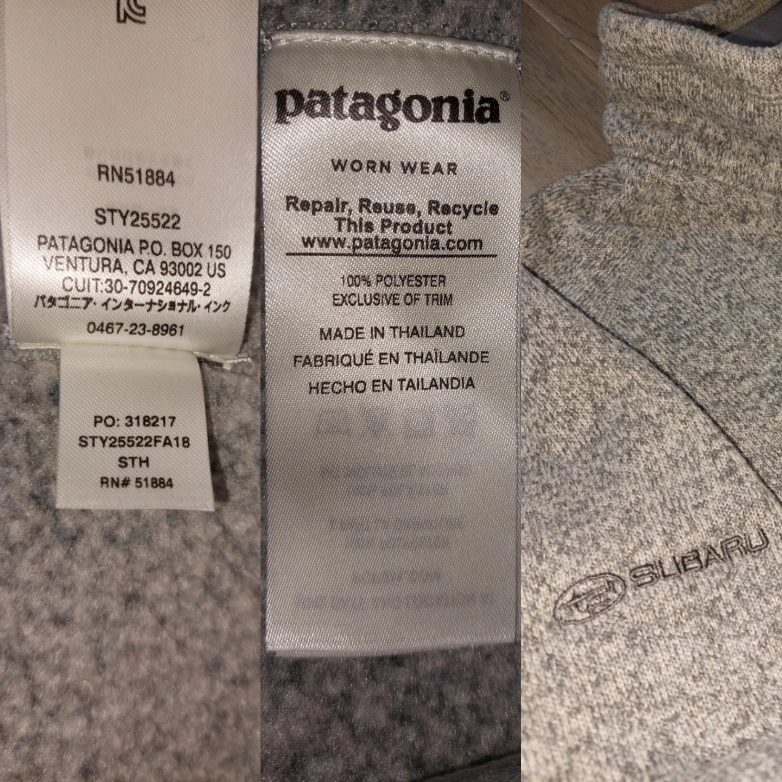 RN51884
STY25522
PATAGONIA P.O. BOX 150
VENTURA, CA 93002 US
CUIT:30-70924649-2
パタゴニア・インターナショナル・インク
0467-23-8961
PO: 318217
STY25522FA18
STH
RN# 51884
patagonia®
WORN WEAR
Repair, Reuse, Recycle
This Product
www.patagonia.com
100% POLYESTER
EXCLUSIVE OF TRIM
MADE IN THAILAND
FABRIQUÉ EN THAÏLANDE
HECHO EN TAILANDIA
SUBARU